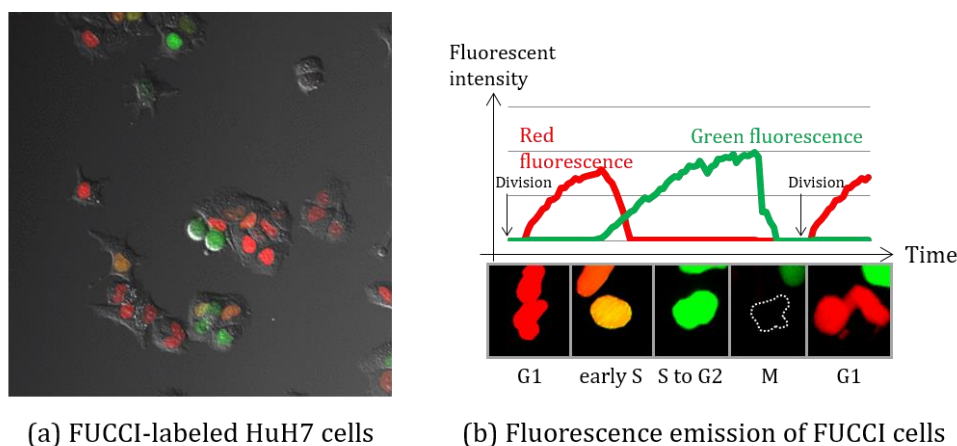 Fluorescent
intensity
Red
fluorescence
Green fluorescence
Division
Division
Time
G1
early S
S to G2
M
G1
(a) FUCCI-labeled HuH7 cells
(b) Fluorescence emission of FUCCI cells